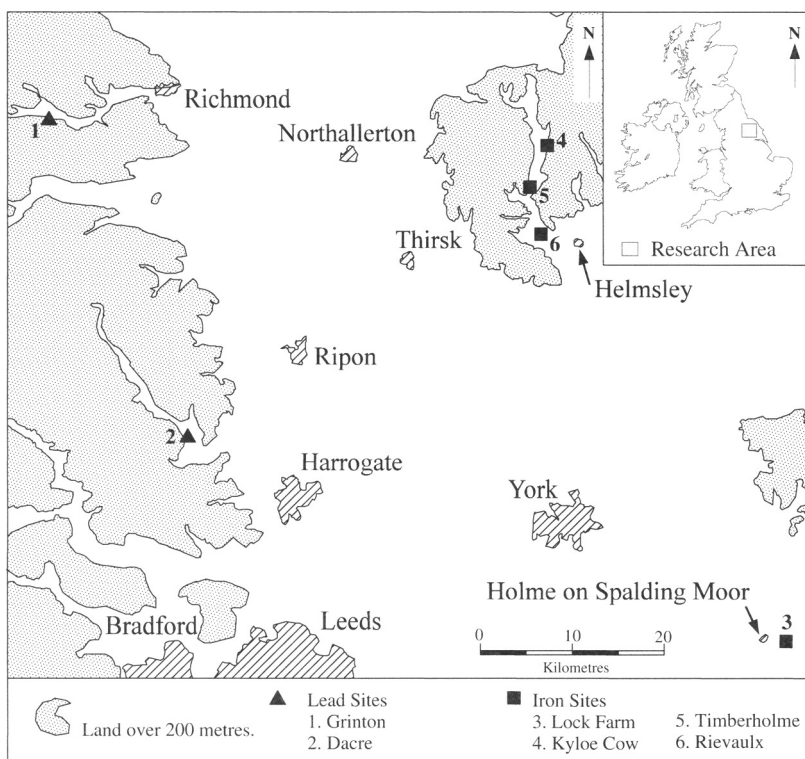 N
N
Richmond
1
Northallerton
4
5
Thirsk
6
Helmsley
Research Area
Ripon
2
Harrogate
York
Holme on Spalding Moor
3
Bradford
Leeds
0 10 20
Kilometres
Land over 200 metres.
Lead Sites
1. Grinton
2. Dacre
Iron Sites
3. Lock Farm
4. Kyloe Cow
5. Timberholme
6. Rievaulx